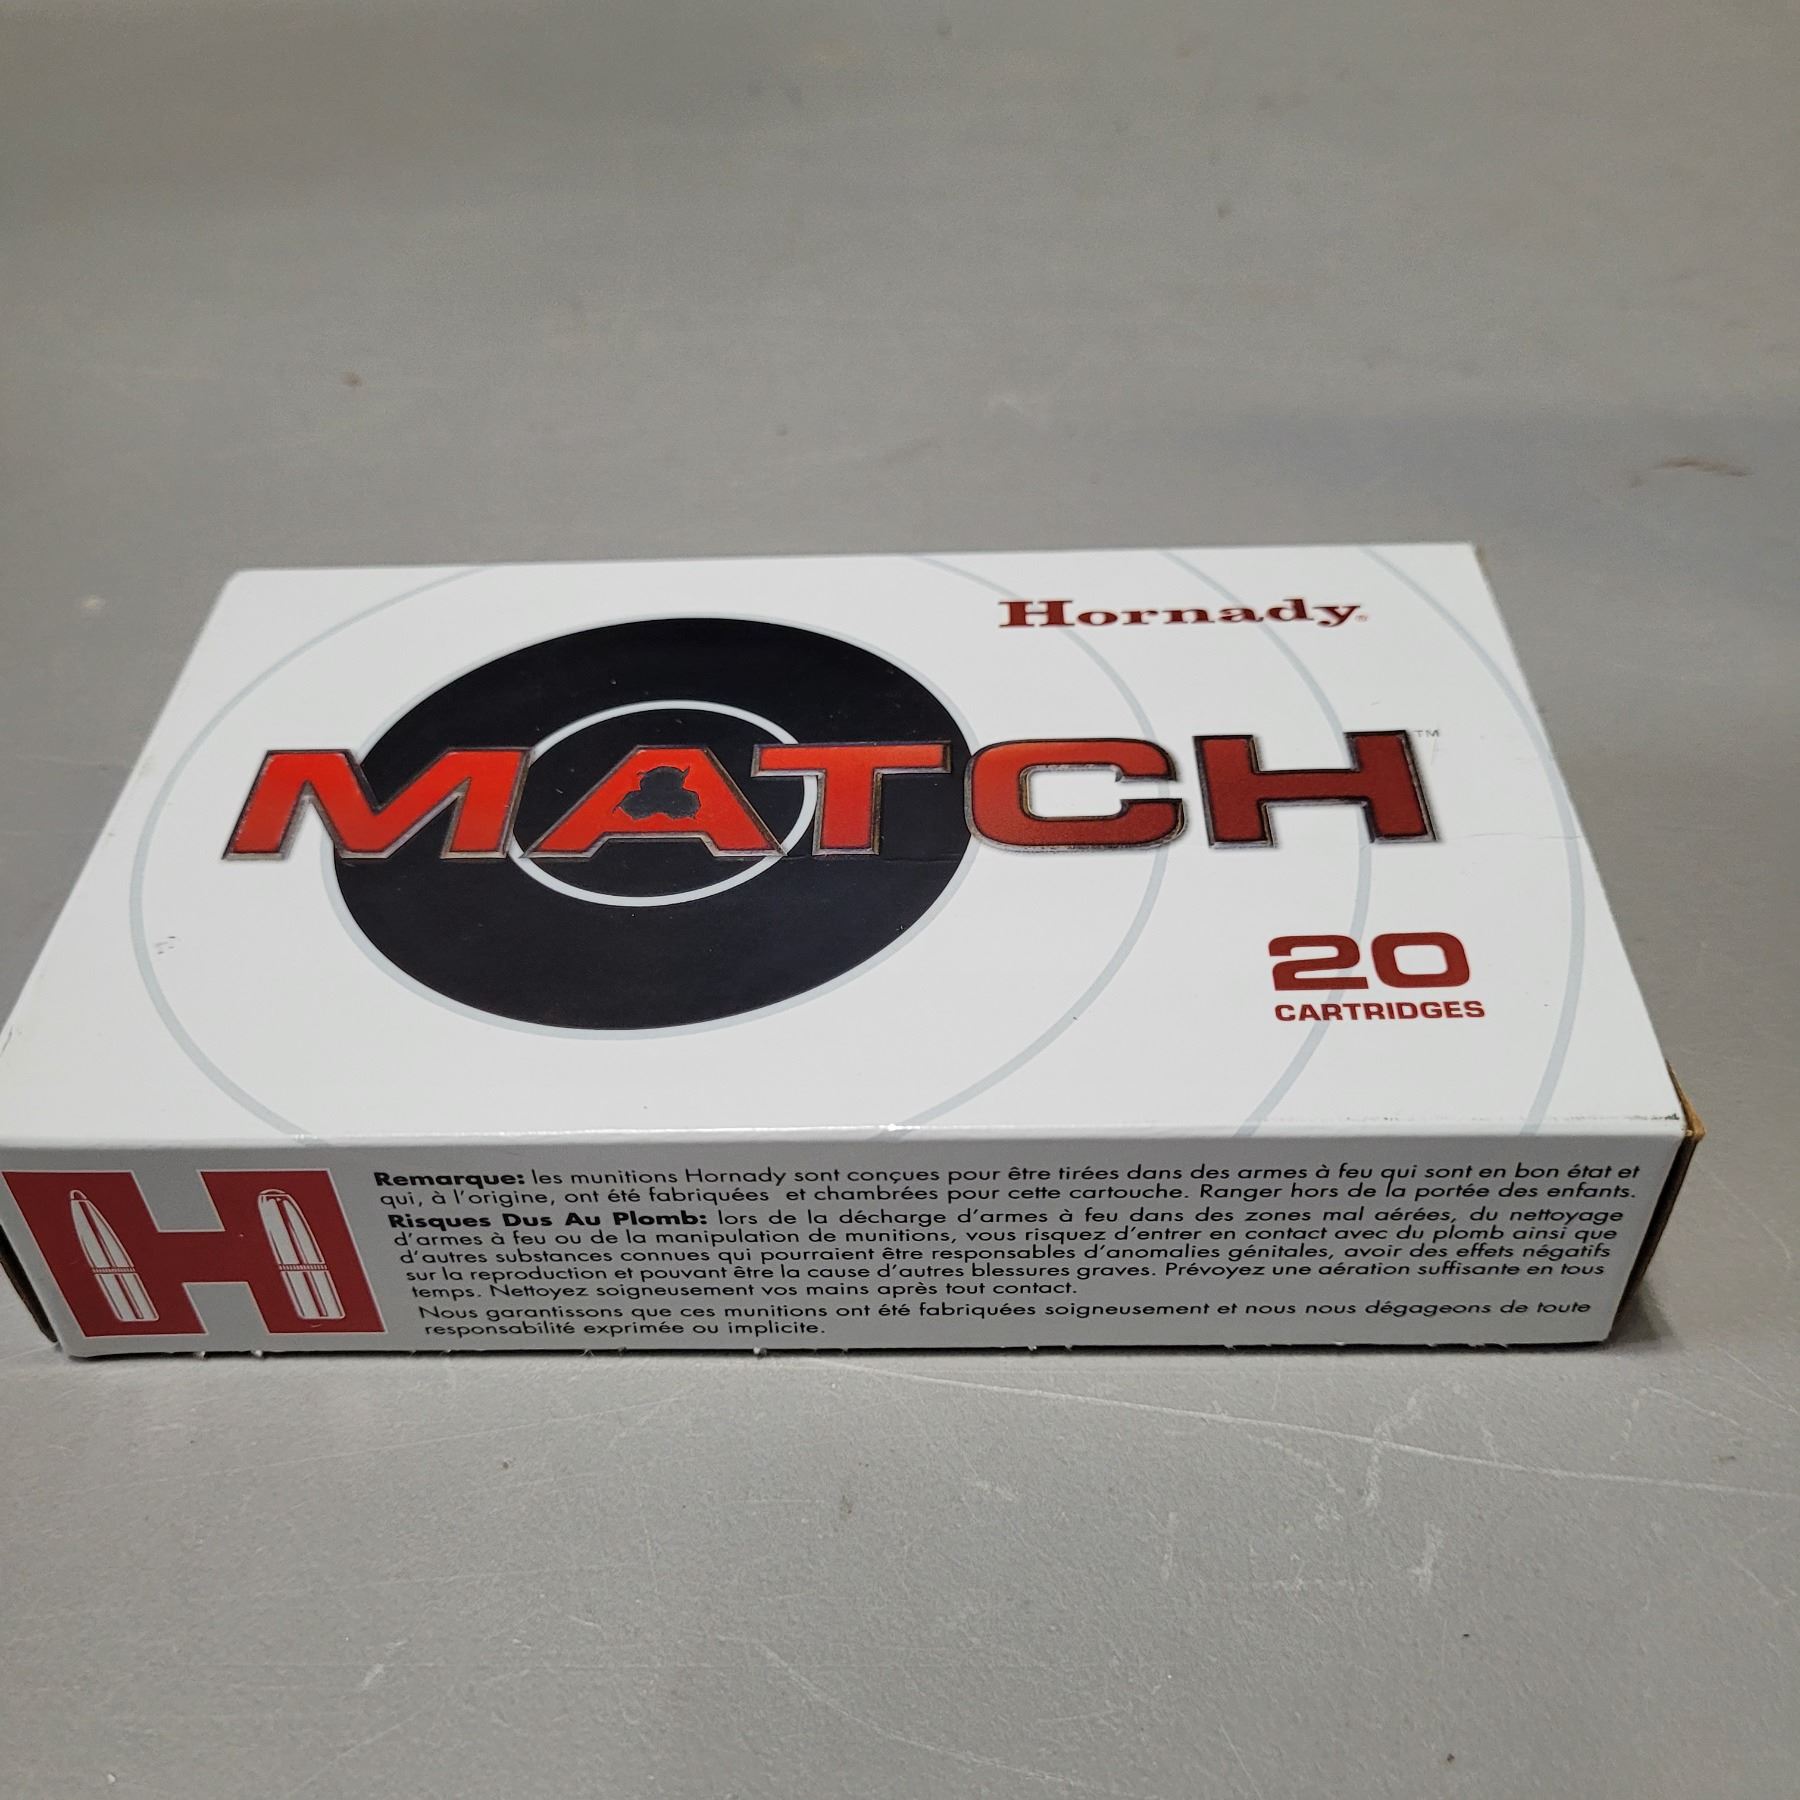 Hornady®
MATCH™
20
CARTRIDGES
Remarque: les munitions Hornady sont conçues pour être tirées dans des armes à feu qui sont en bon état et
qui, à l'origine, ont été fabriquées et chambrées pour cette cartouche. Ranger hors de la portée des enfants.
Risques Dus Au Plomb: lors de la décharge d'armes à feu dans des zones mal aérées, du nettoyage
d'armes à feu ou de la manipulation de munitions, vous risquez d'entrer en contact avec du plomb ainsi que
d'autres substances connues qui pourraient être responsables d'anomalies génitales, avoir des effets négatifs
sur la reproduction et pouvant être la cause d'autres blessures graves. Prévoyez une aération suffisante en tous
temps. Nettoyez soigneusement vos mains après tout contact.
Nous garantissons que ces munitions ont été fabriquées soigneusement et nous nous dégageons de toute
responsabilité exprimée ou implicite.
H